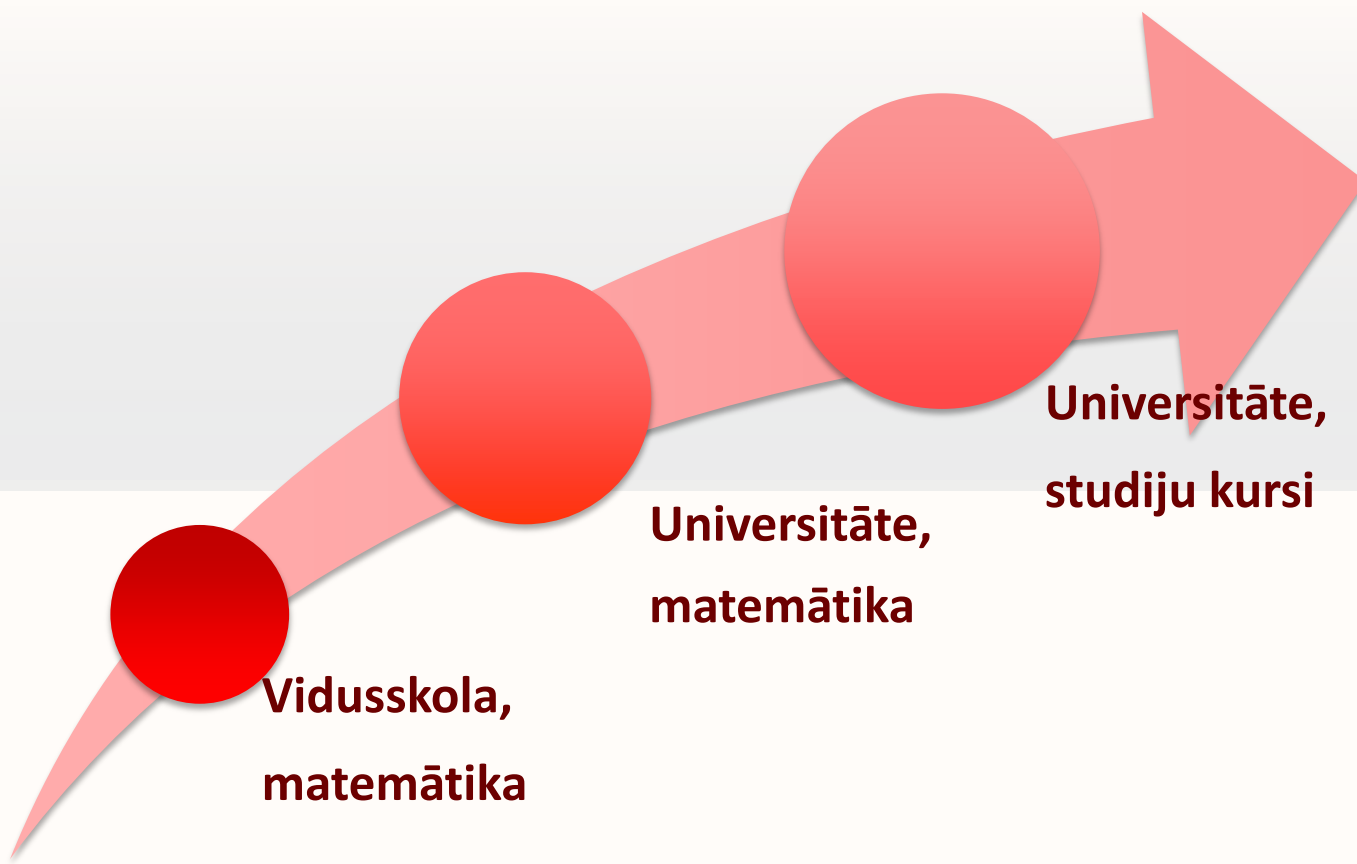 Universitāte,
studiju kursi
Universitāte,
matemātika
Vidusskola,
matemātika